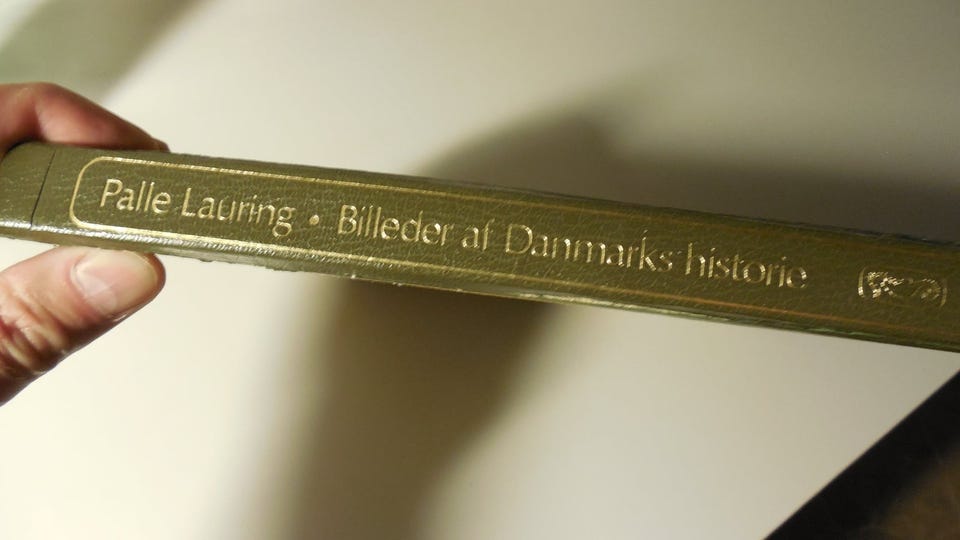 Palle Lauring • Billeder af Danmarks historie